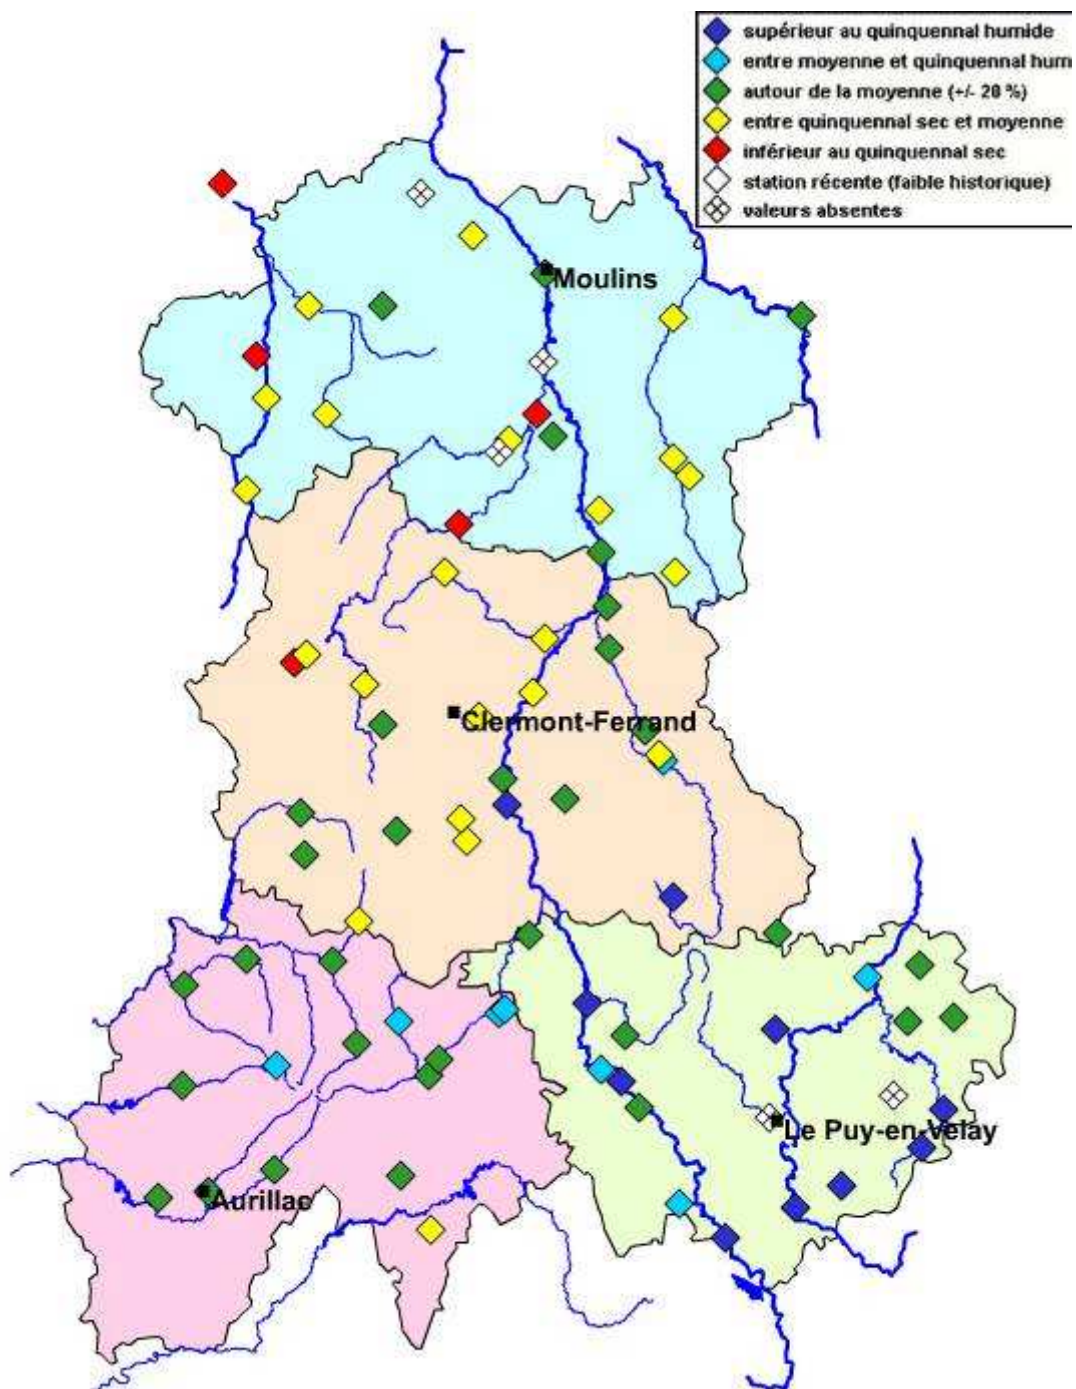 supérieur au quinquennal humide
entre moyenne et quinquennal hum
autour de la moyenne (+/- 20 %)
entre quinquennal sec et moyenne
inférieur au quinquennal sec
station récente (faible historique)
valeurs absentes
Moulins
Clermont-Ferrand
Le Puy-en-Velay
Aurillac